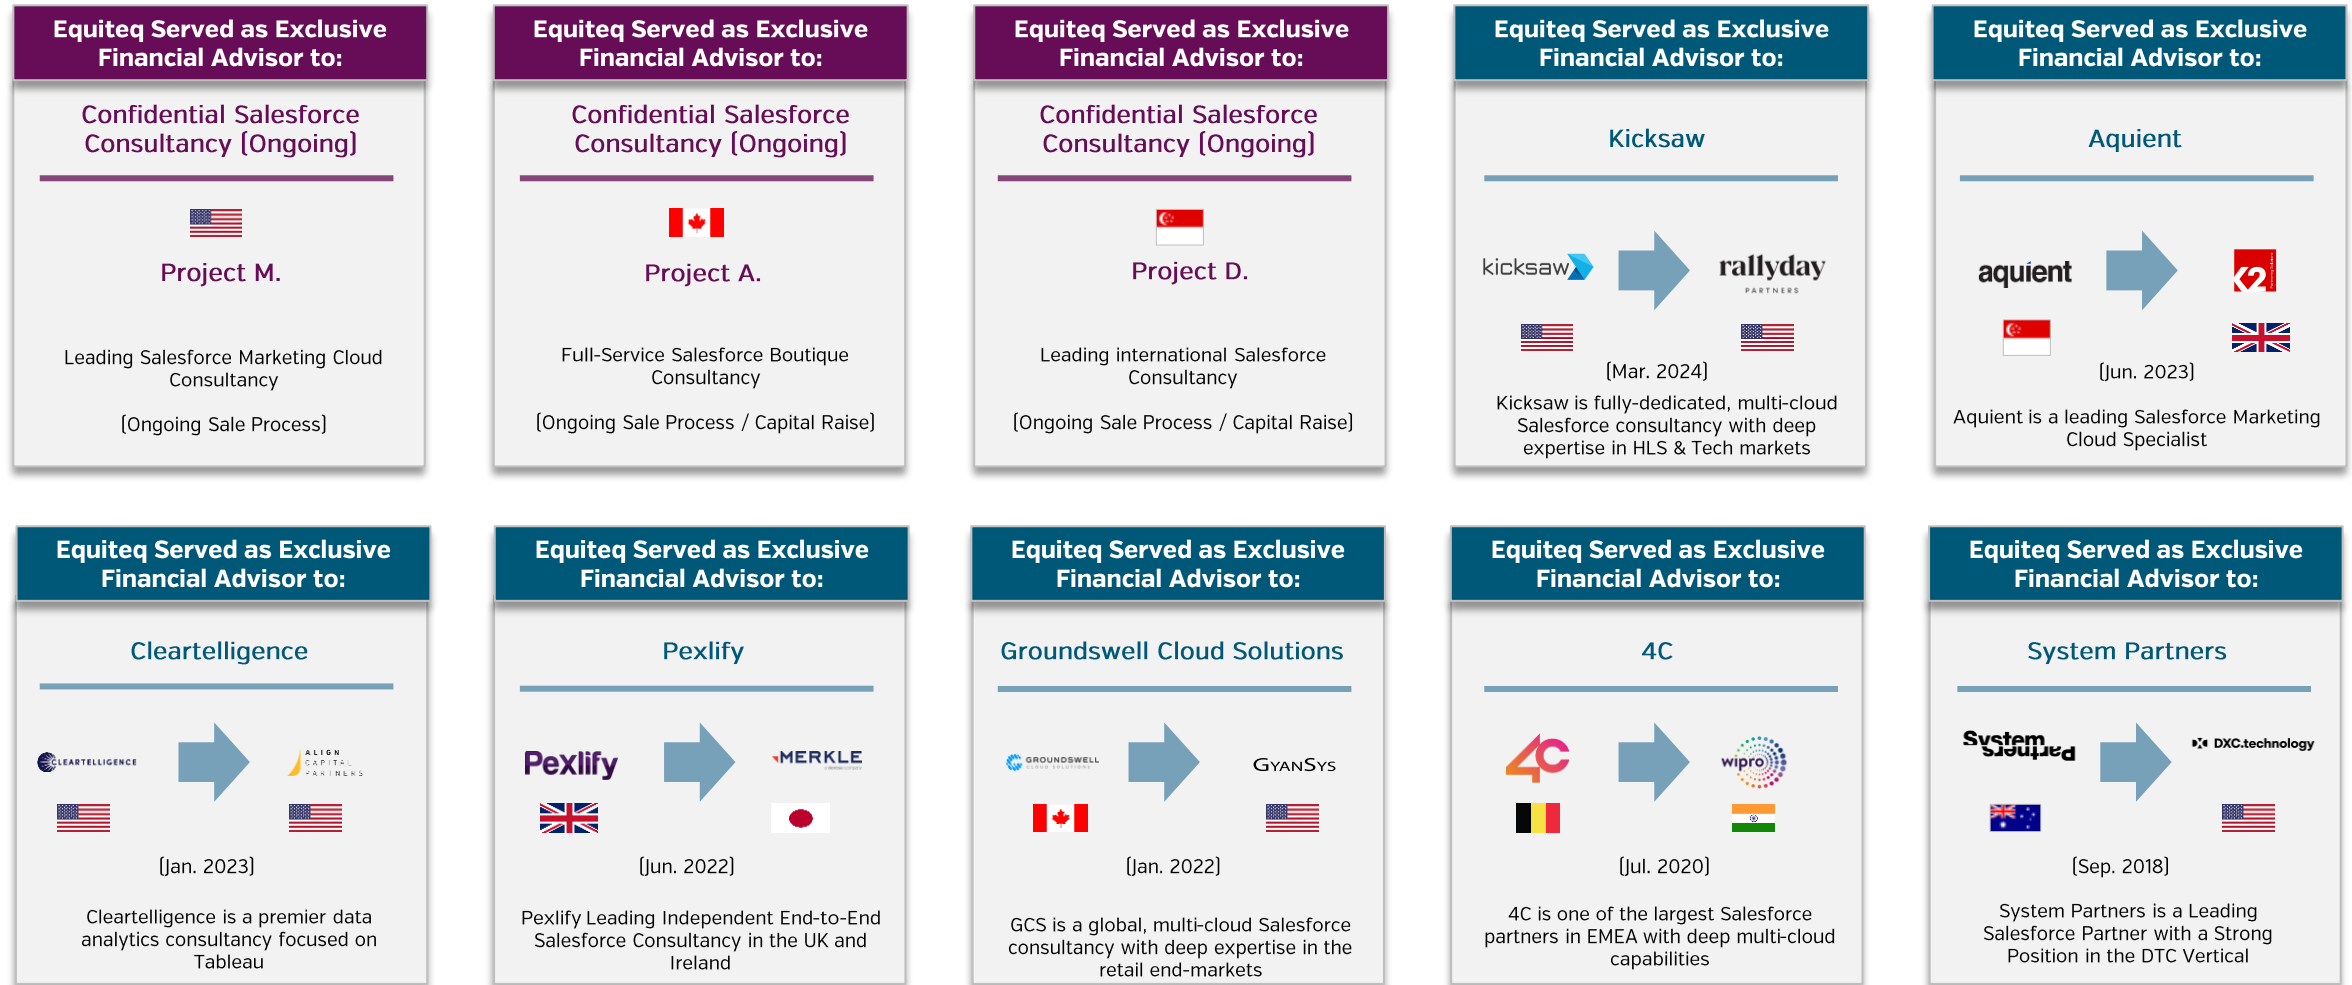 Equiteq Served as Exclusive
Financial Advisor to:
Confidential Salesforce
Consultancy (Ongoing)
Project M.
Leading Salesforce Marketing Cloud
Consultancy
(Ongoing Sale Process)
Equiteq Served as Exclusive
Financial Advisor to:
Confidential Salesforce
Consultancy (Ongoing)
Project A.
Full-Service Salesforce Boutique
Consultancy
(Ongoing Sale Process / Capital Raise)
Equiteq Served as Exclusive
Financial Advisor to:
Confidential Salesforce
Consultancy (Ongoing)
Project D.
Leading international Salesforce
Consultancy
(Ongoing Sale Process / Capital Raise)
Equiteq Served as Exclusive
Financial Advisor to:
Kicksaw
kicksaw
rallyday
PARTNERS
(Mar. 2024)
Kicksaw is fully-dedicated, multi-cloud
Salesforce consultancy with deep
expertise in HLS & Tech markets
Equiteq Served as Exclusive
Financial Advisor to:
Aquient
aquient
K2
(Jun. 2023)
Aquient is a leading Salesforce Marketing
Cloud Specialist
Equiteq Served as Exclusive
Financial Advisor to:
Cleartelligence
CLEARTELLIGENCE
ALIGN
CAPITAL
PARTNERS
(Jan. 2023)
Cleartelligence is a premier data
analytics consultancy focused on
Tableau
Equiteq Served as Exclusive
Financial Advisor to:
Pexlify
Pexlify
MERKLE
(Jun. 2022)
Pexlify Leading Independent End-to-End
Salesforce Consultancy in the UK and
Ireland
Equiteq Served as Exclusive
Financial Advisor to:
Groundswell Cloud Solutions
GROUNDSWELL
CLOUD SOLUTIONS
GYANSYS
(Jan. 2022)
GCS is a global, multi-cloud Salesforce
consultancy with deep expertise in the
retail end-markets
Equiteq Served as Exclusive
Financial Advisor to:
4C
4C
wipro
(Jul. 2020)
4C is one of the largest Salesforce
partners in EMEA with deep multi-cloud
capabilities
Equiteq Served as Exclusive
Financial Advisor to:
System Partners
System
Partners
DXC.technology
(Sep. 2018)
System Partners is a Leading
Salesforce Partner with a Strong
Position in the DTC Vertical